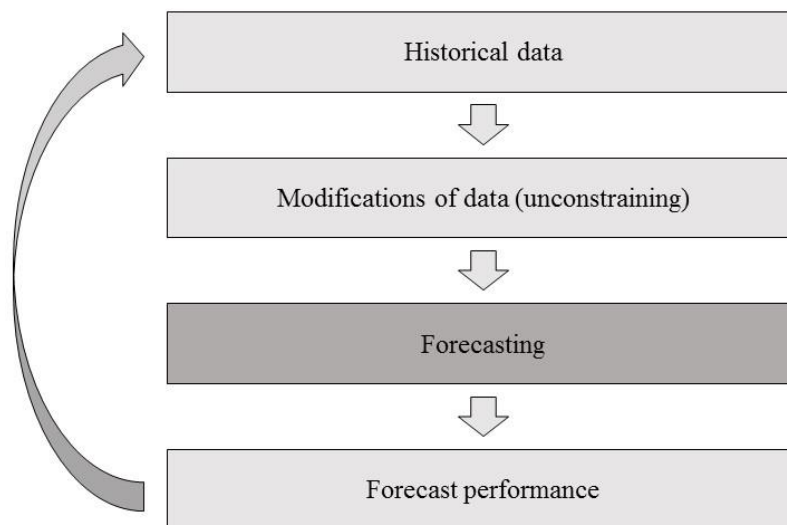 Historical data
Modifications of data (unconstraining)
Forecasting
Forecast performance